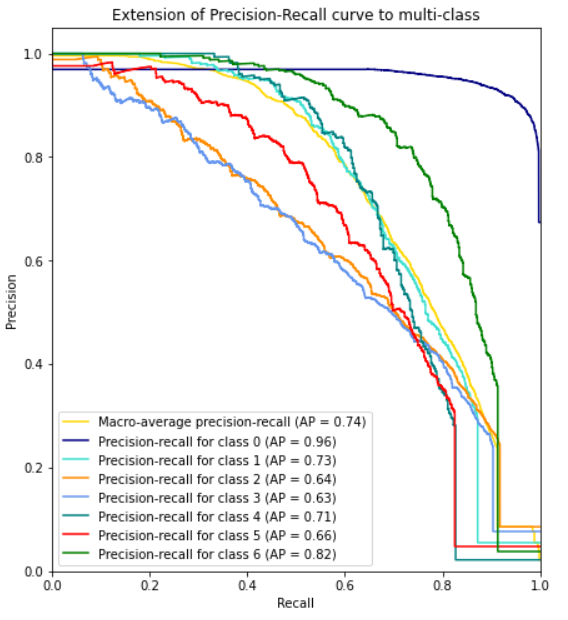 Extension of Precision-Recall curve to multi-class
1.0
0.8
0.6
0.4
0.2
0.0
Precision
Macro-average precision-recall (AP = 0.74)
Precision-recall for class 0 (AP = 0.96)
Precision-recall for class 1 (AP = 0.73)
Precision-recall for class 2 (AP = 0.64)
Precision-recall for class 3 (AP = 0.63)
Precision-recall for class 4 (AP = 0.71)
Precision-recall for class 5 (AP = 0.66)
Precision-recall for class 6 (AP = 0.82)
0.0 0.2 0.4 0.6 0.8 1.0
Recall